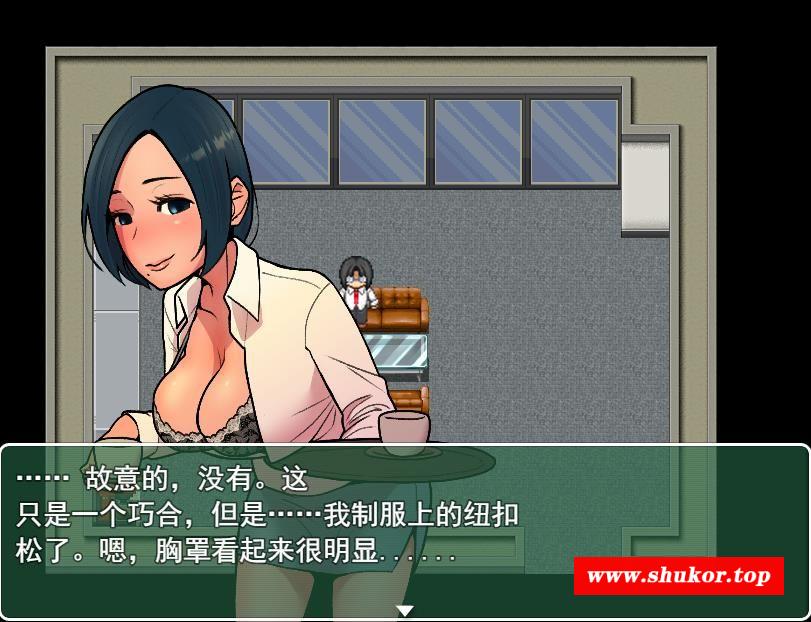 …… 故意的，没有。这
只是一个巧合，但是……我制服上的纽扣
松了。嗯，胸罩看起来很明显......
www.shukor.top